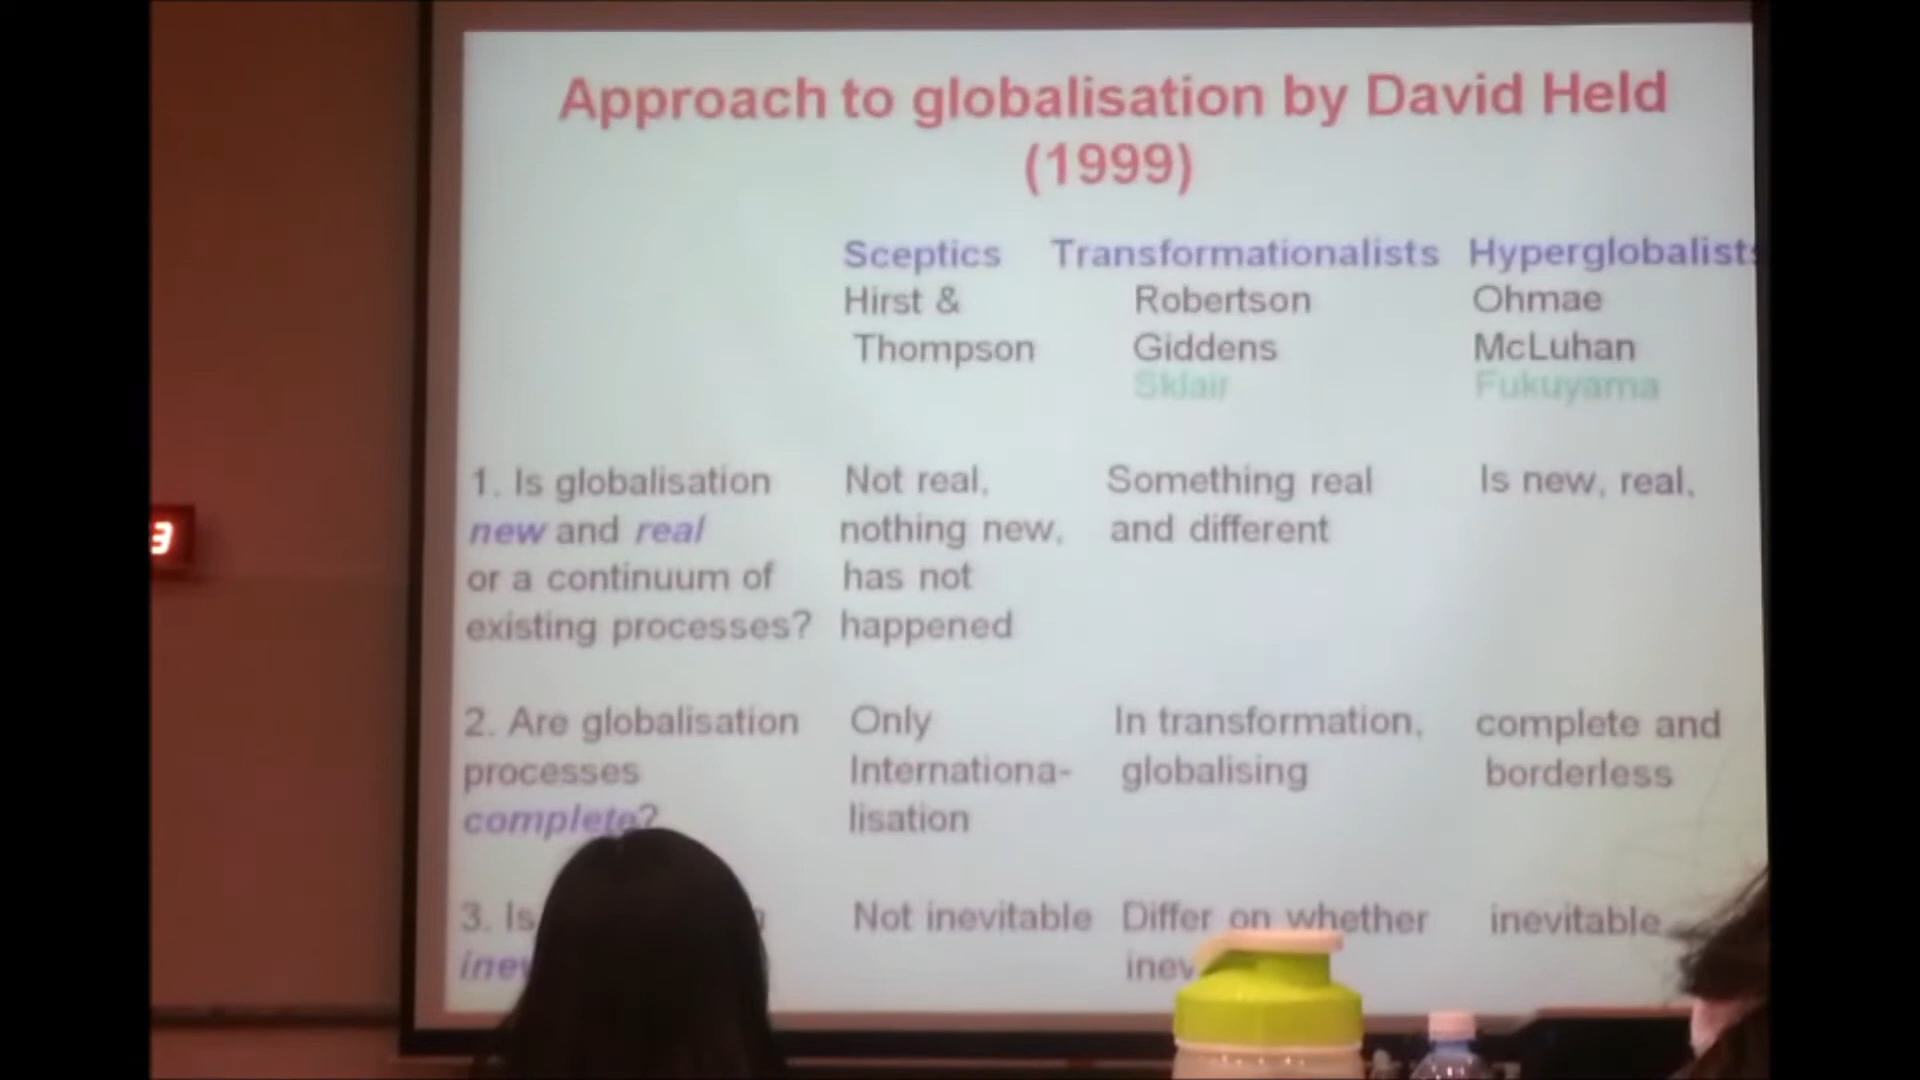 Approach to globalisation by David Held
(1999)
Sceptics Transformationalists Hyperglobalists
Hirst & Robertson Ohmae
Thompson Giddens McLuhan
Sklair Fukuyama
1. Is globalisation Not real, Something real Is new, real,
new and real nothing new, and different
or a continuum of has not
existing processes? happened
2. Are globalisation Only In transformation, complete and
processes Internationa- globalising borderless
complete? lisation
3. Is Not inevitable Differ on whether inevitable
3